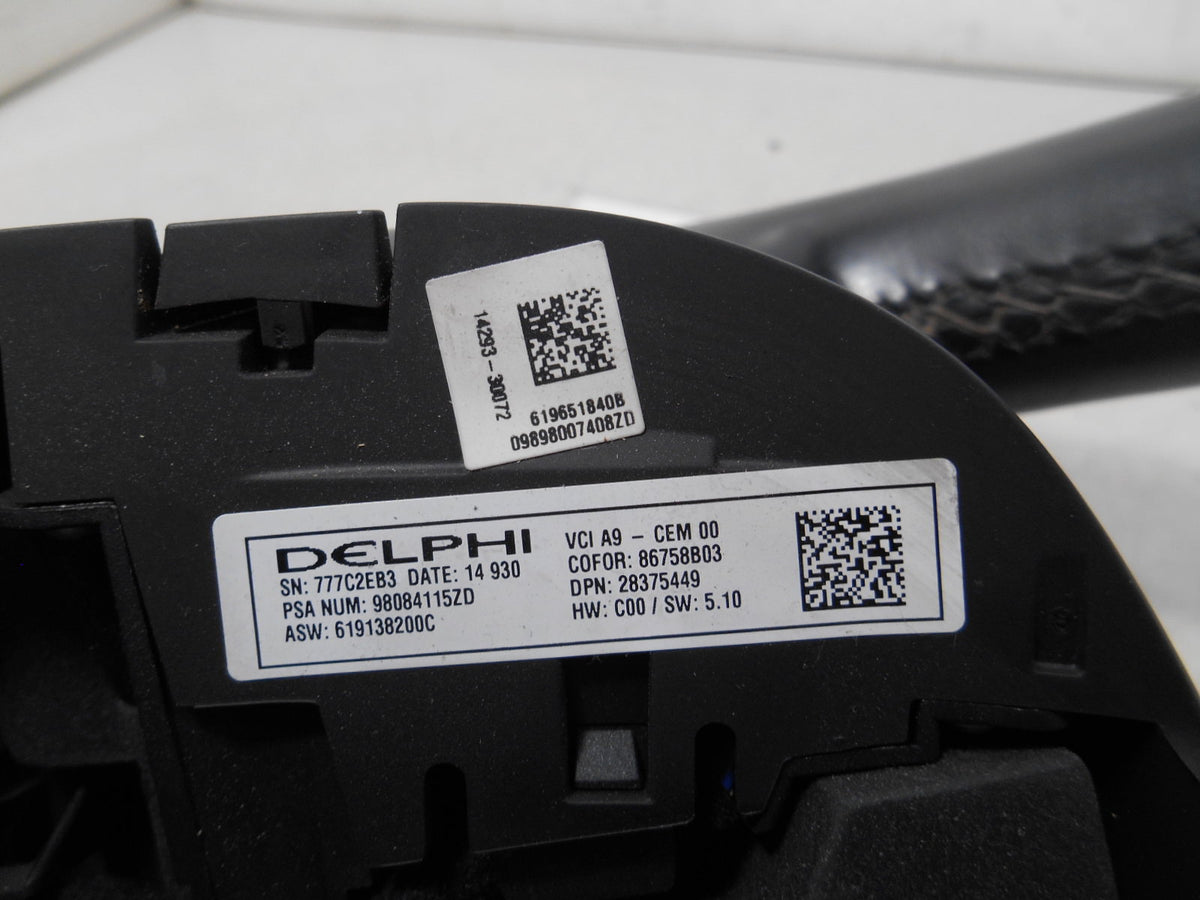 14293-30072
619651840B
09898007408ZD
DELPHI
SN: 777C2EB3 DATE: 14 930
PSA NUM: 98084115ZD
ASW: 619138200C
VCI A9 - CEM 00
COFOR: 86758B03
DPN: 28375449
HW: C00 / SW: 5.10